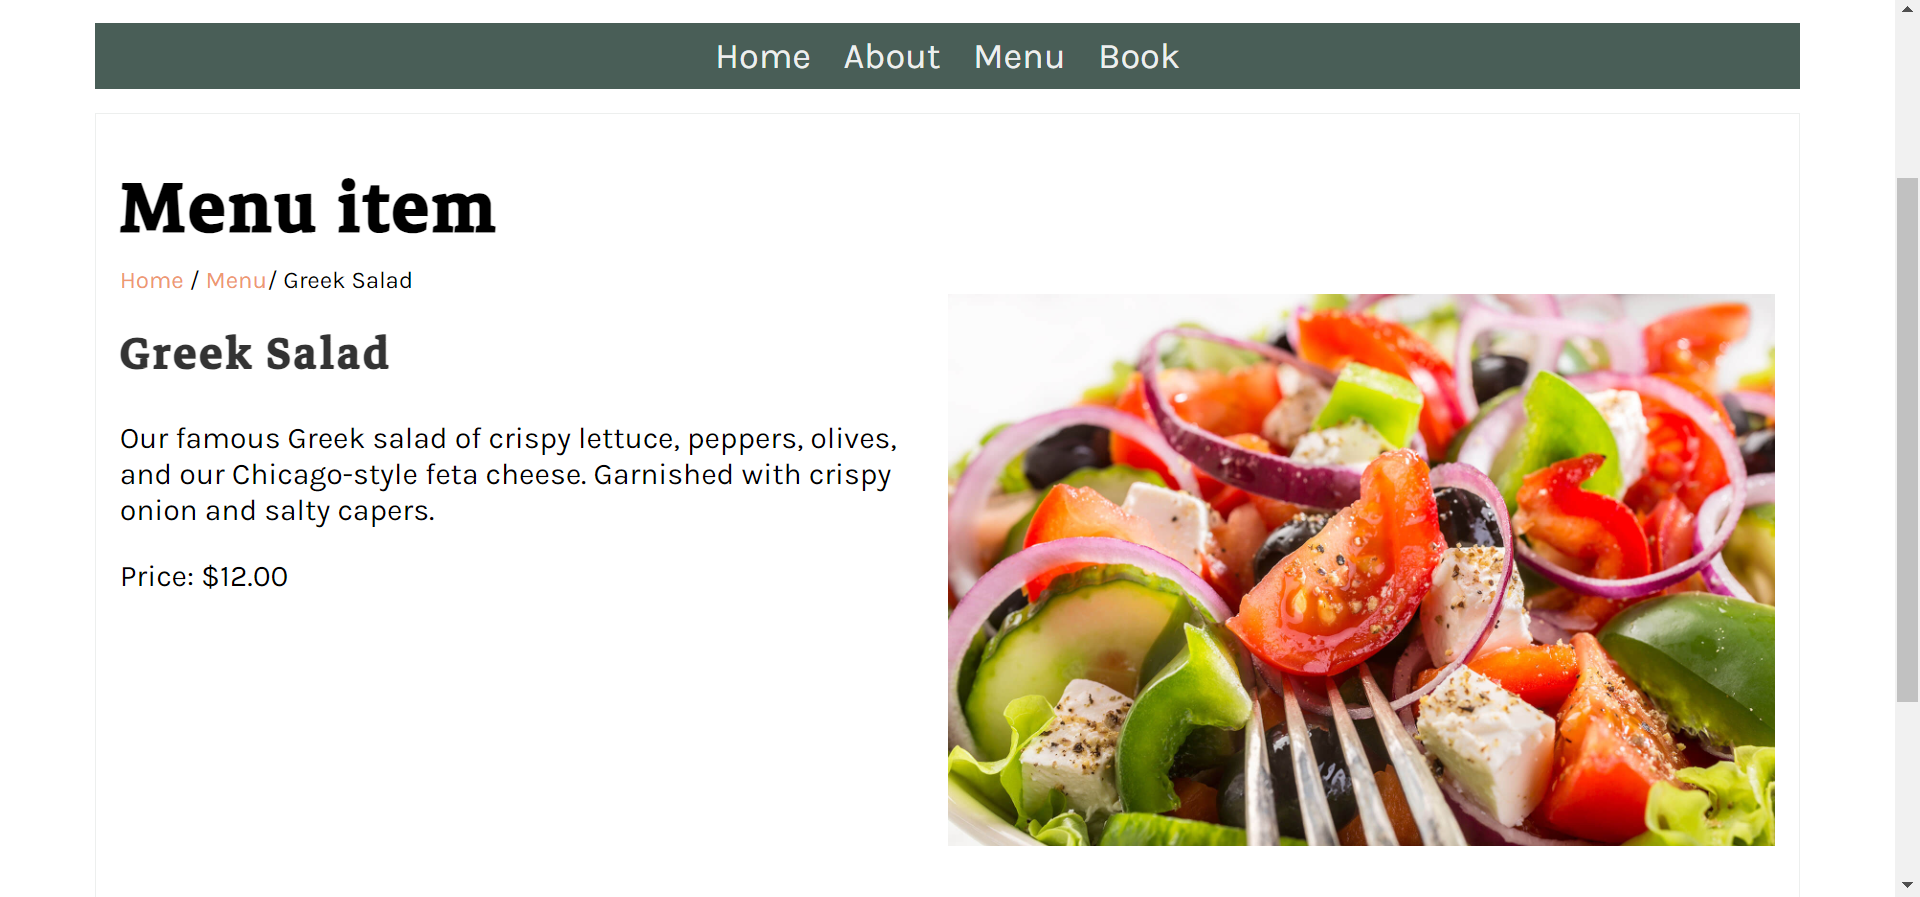 Home About Menu Book
Menu item
Home / Menu/ Greek Salad
Greek Salad
Our famous Greek salad of crispy lettuce, peppers, olives,
and our Chicago-style feta cheese. Garnished with crispy
onion and salty capers.
Price: $12.00